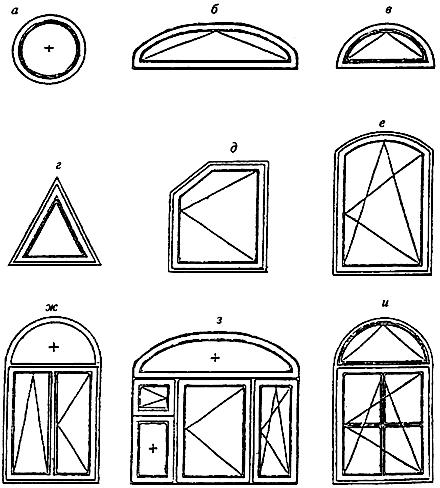 а б в
г д е
ж з и